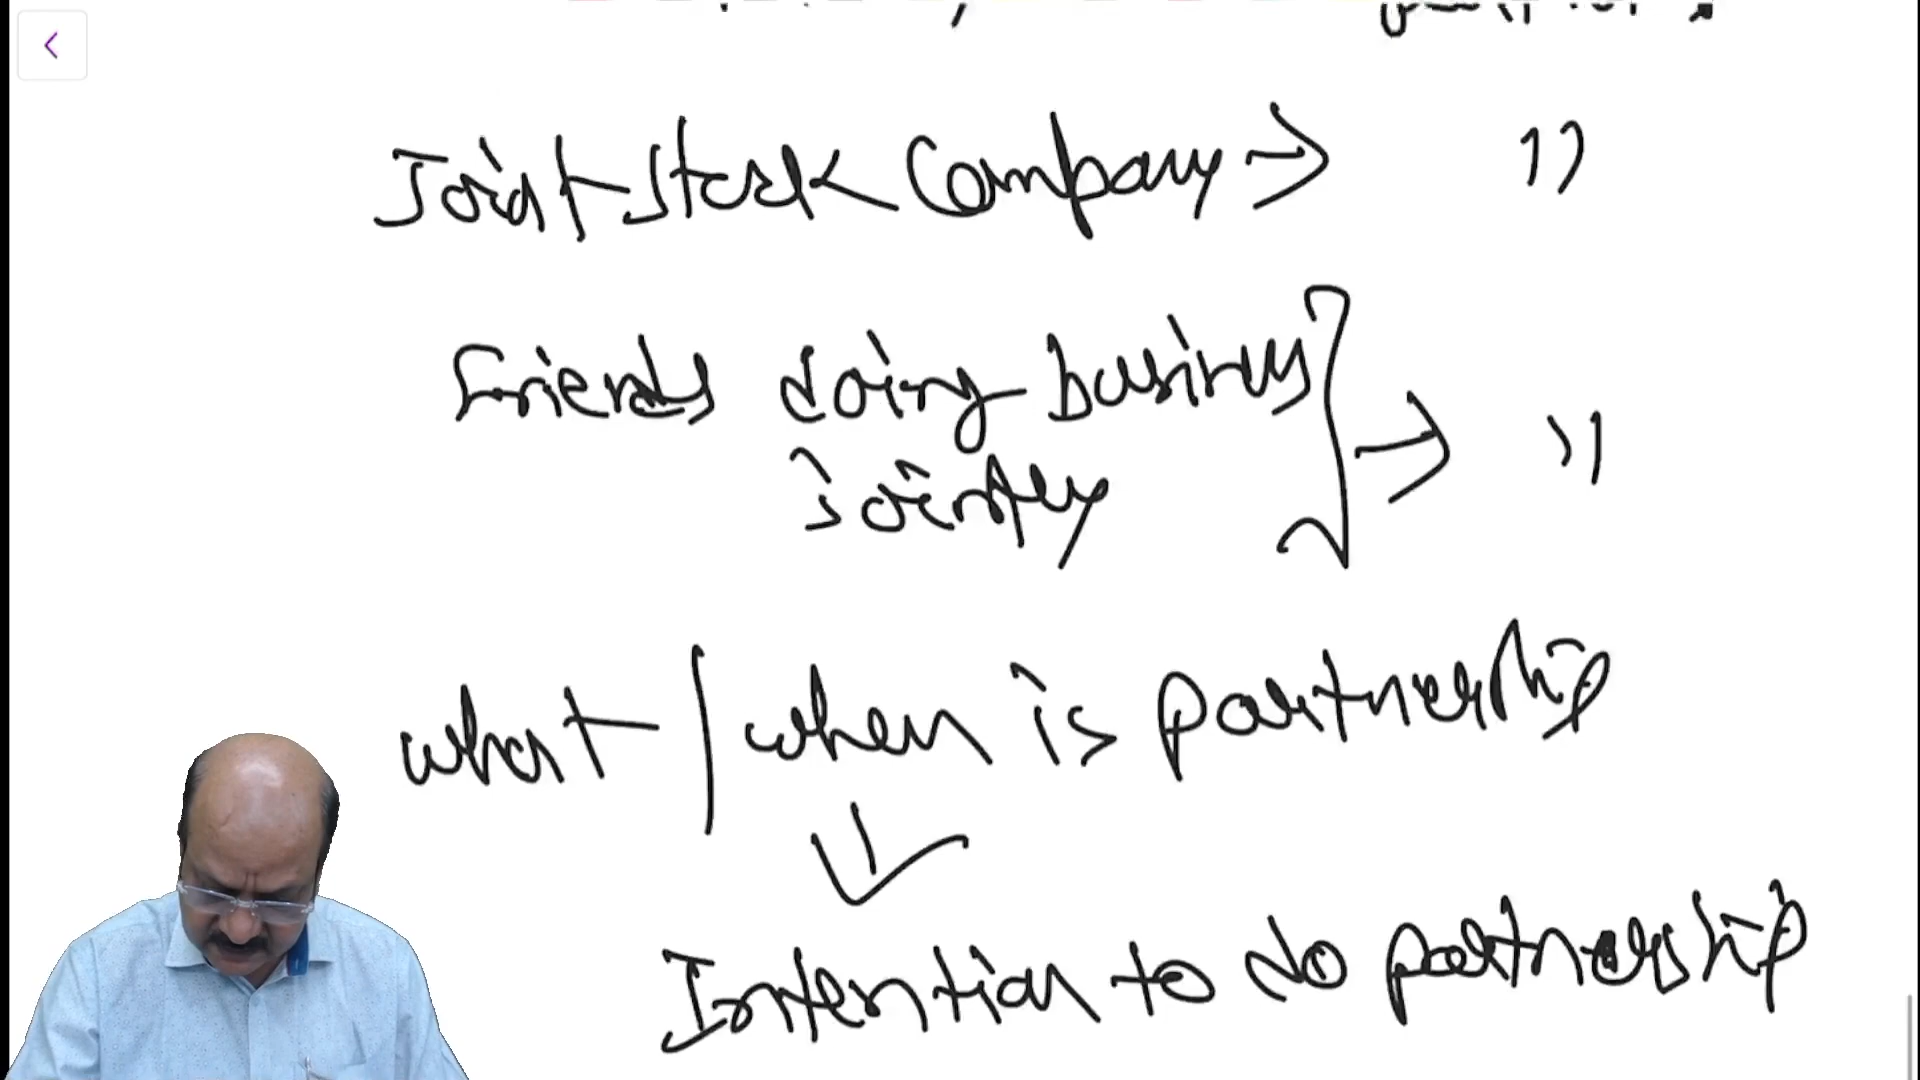 Joint Stock Company → "
Friends doing business
jointly } → "
what / when is partnership
Intention to do partnership